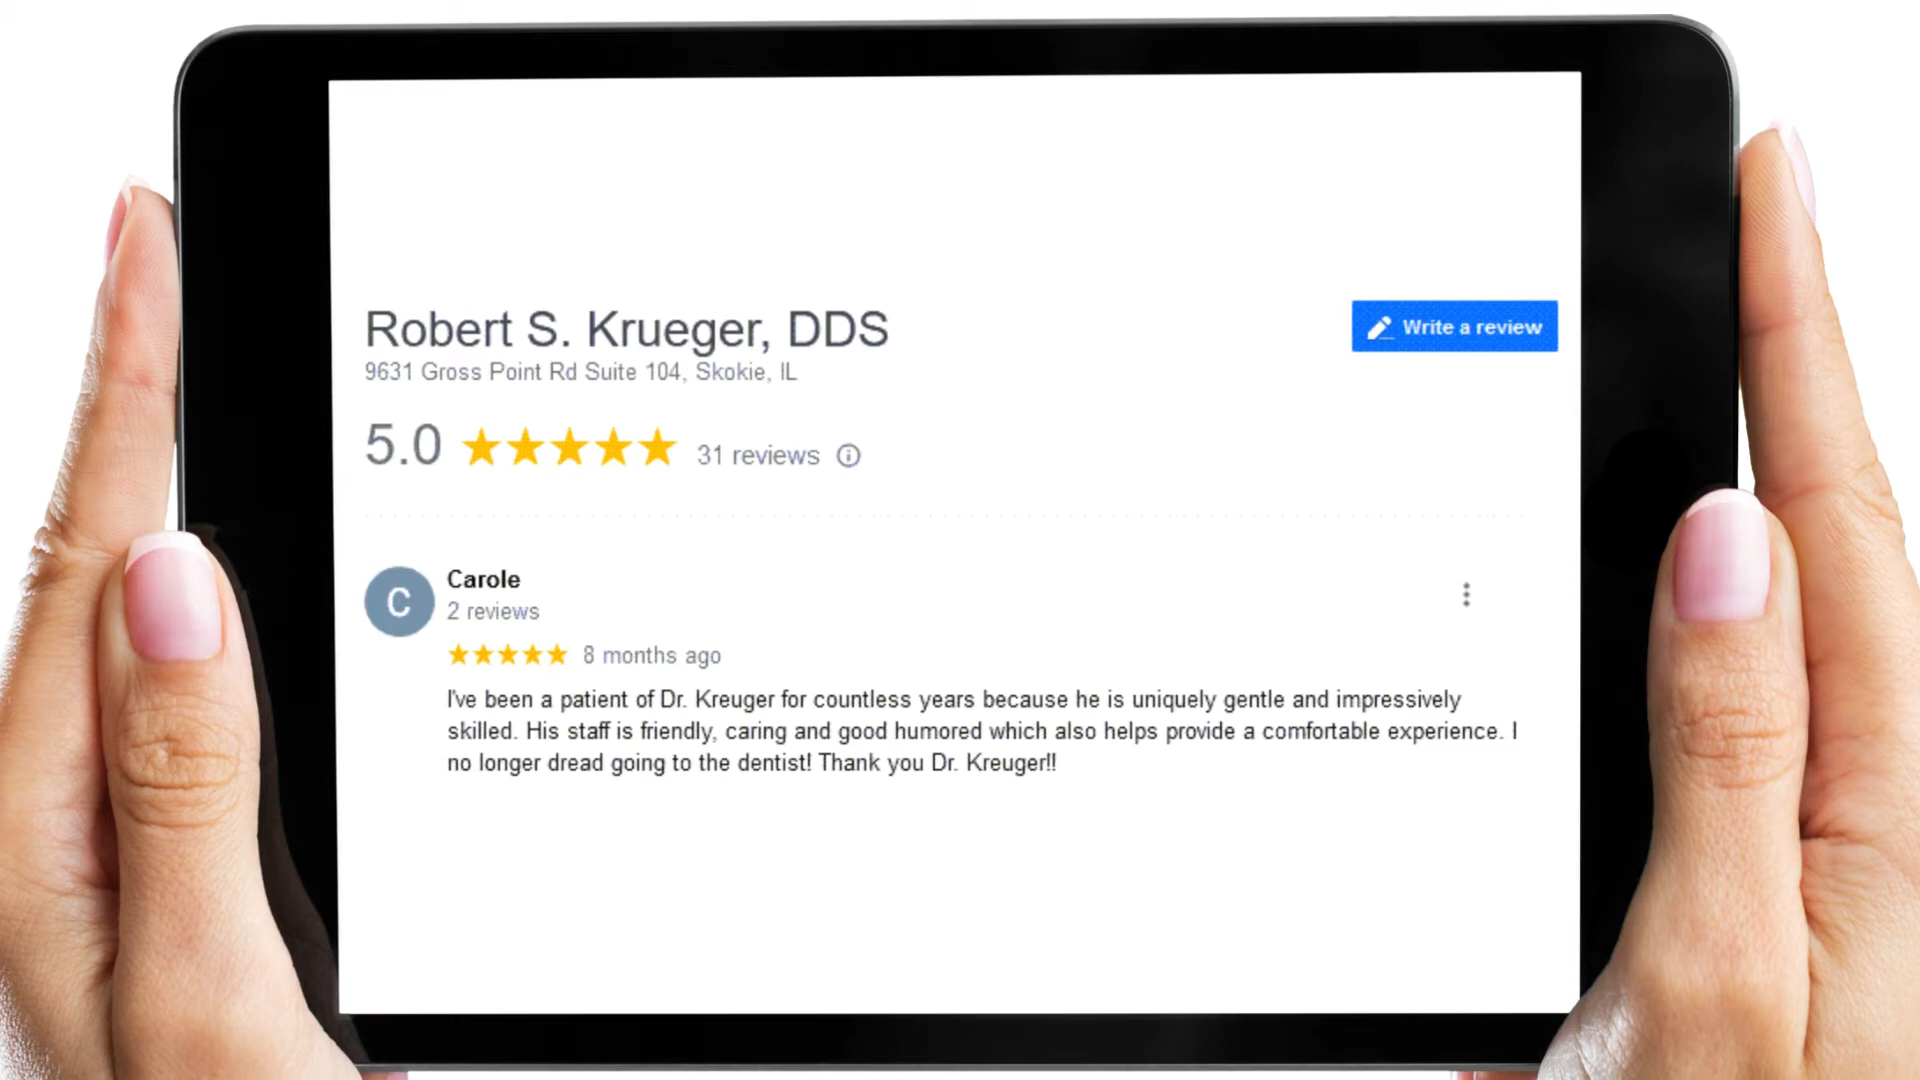 Robert S. Krueger, DDS
Write a review
9631 Gross Point Rd Suite 104, Skokie, IL
5.0
31 reviews
C
Carole
2 reviews
8 months ago
I've been a patient of Dr. Kreuger for countless years because he is uniquely gentle and impressively
skilled. His staff is friendly, caring and good humored which also helps provide a comfortable experience. I
no longer dread going to the dentist! Thank you Dr. Kreuger!!